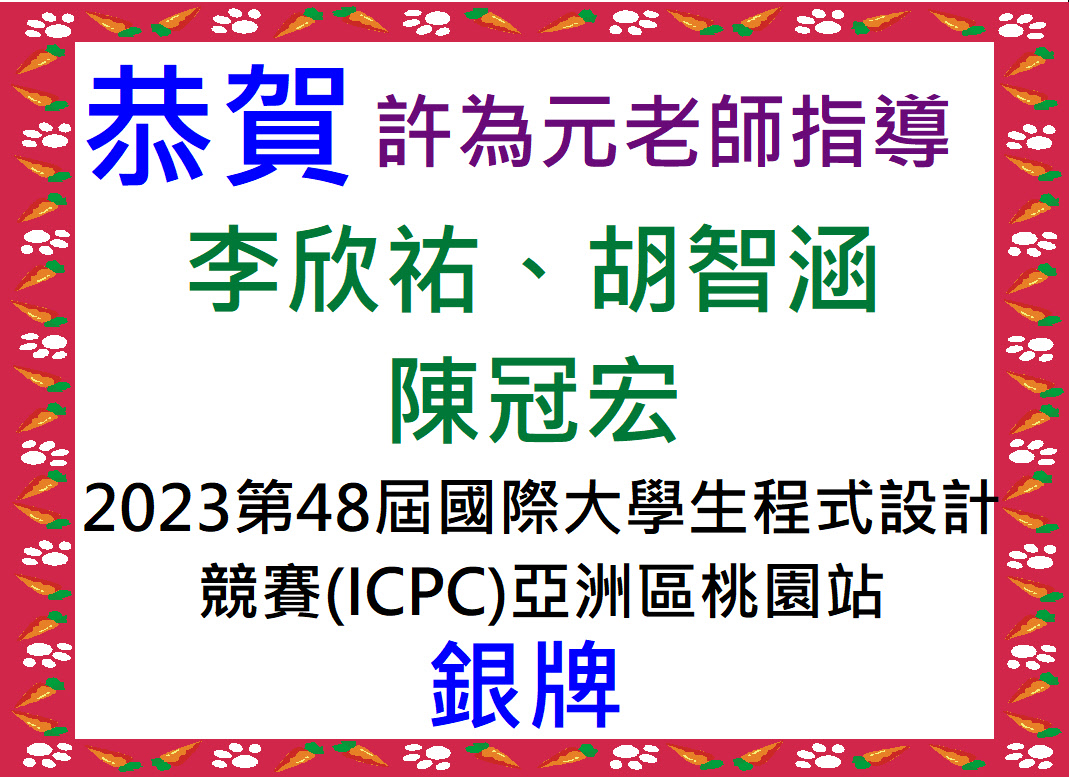 恭賀 許為元老師指導
李欣祐、胡智涵
陳冠宏
2023第48屆國際大學生程式設計
競賽(ICPC)亞洲區桃園站
銀牌